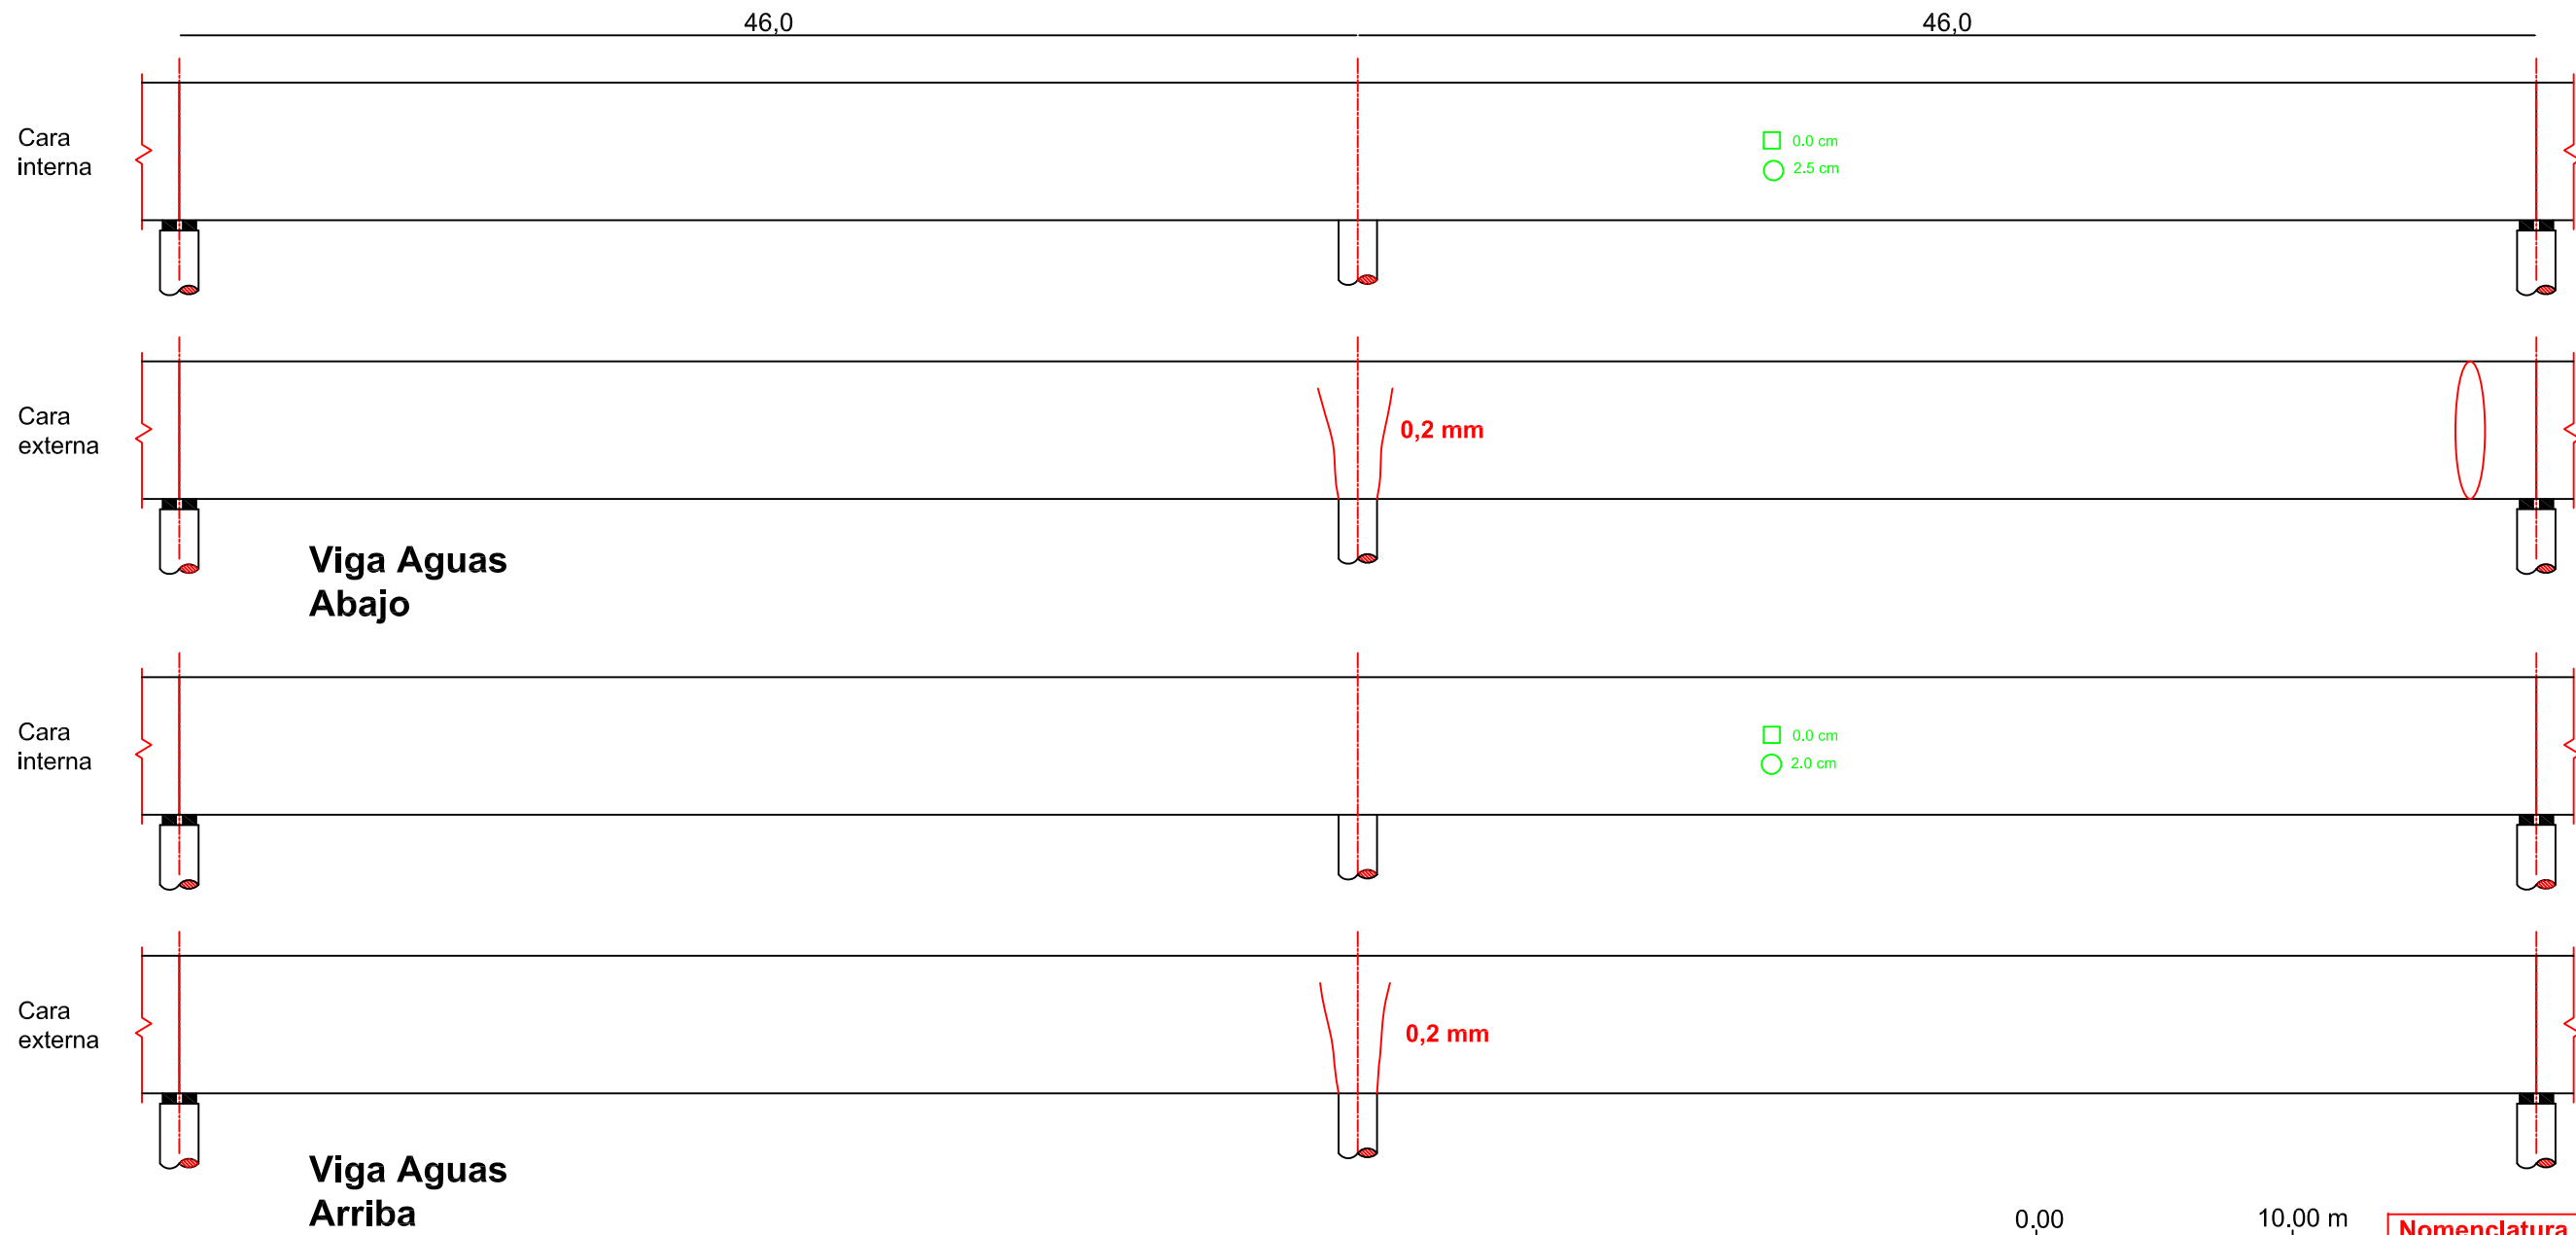 46,0 46,0
Cara
interna
0.0 cm
2.5 cm
Cara
externa
0,2 mm
Viga Aguas
Abajo
Cara
interna
0.0 cm
2.0 cm
Cara
externa
0,2 mm
Viga Aguas
Arriba
0.00 10.00 m
Nomenclatura